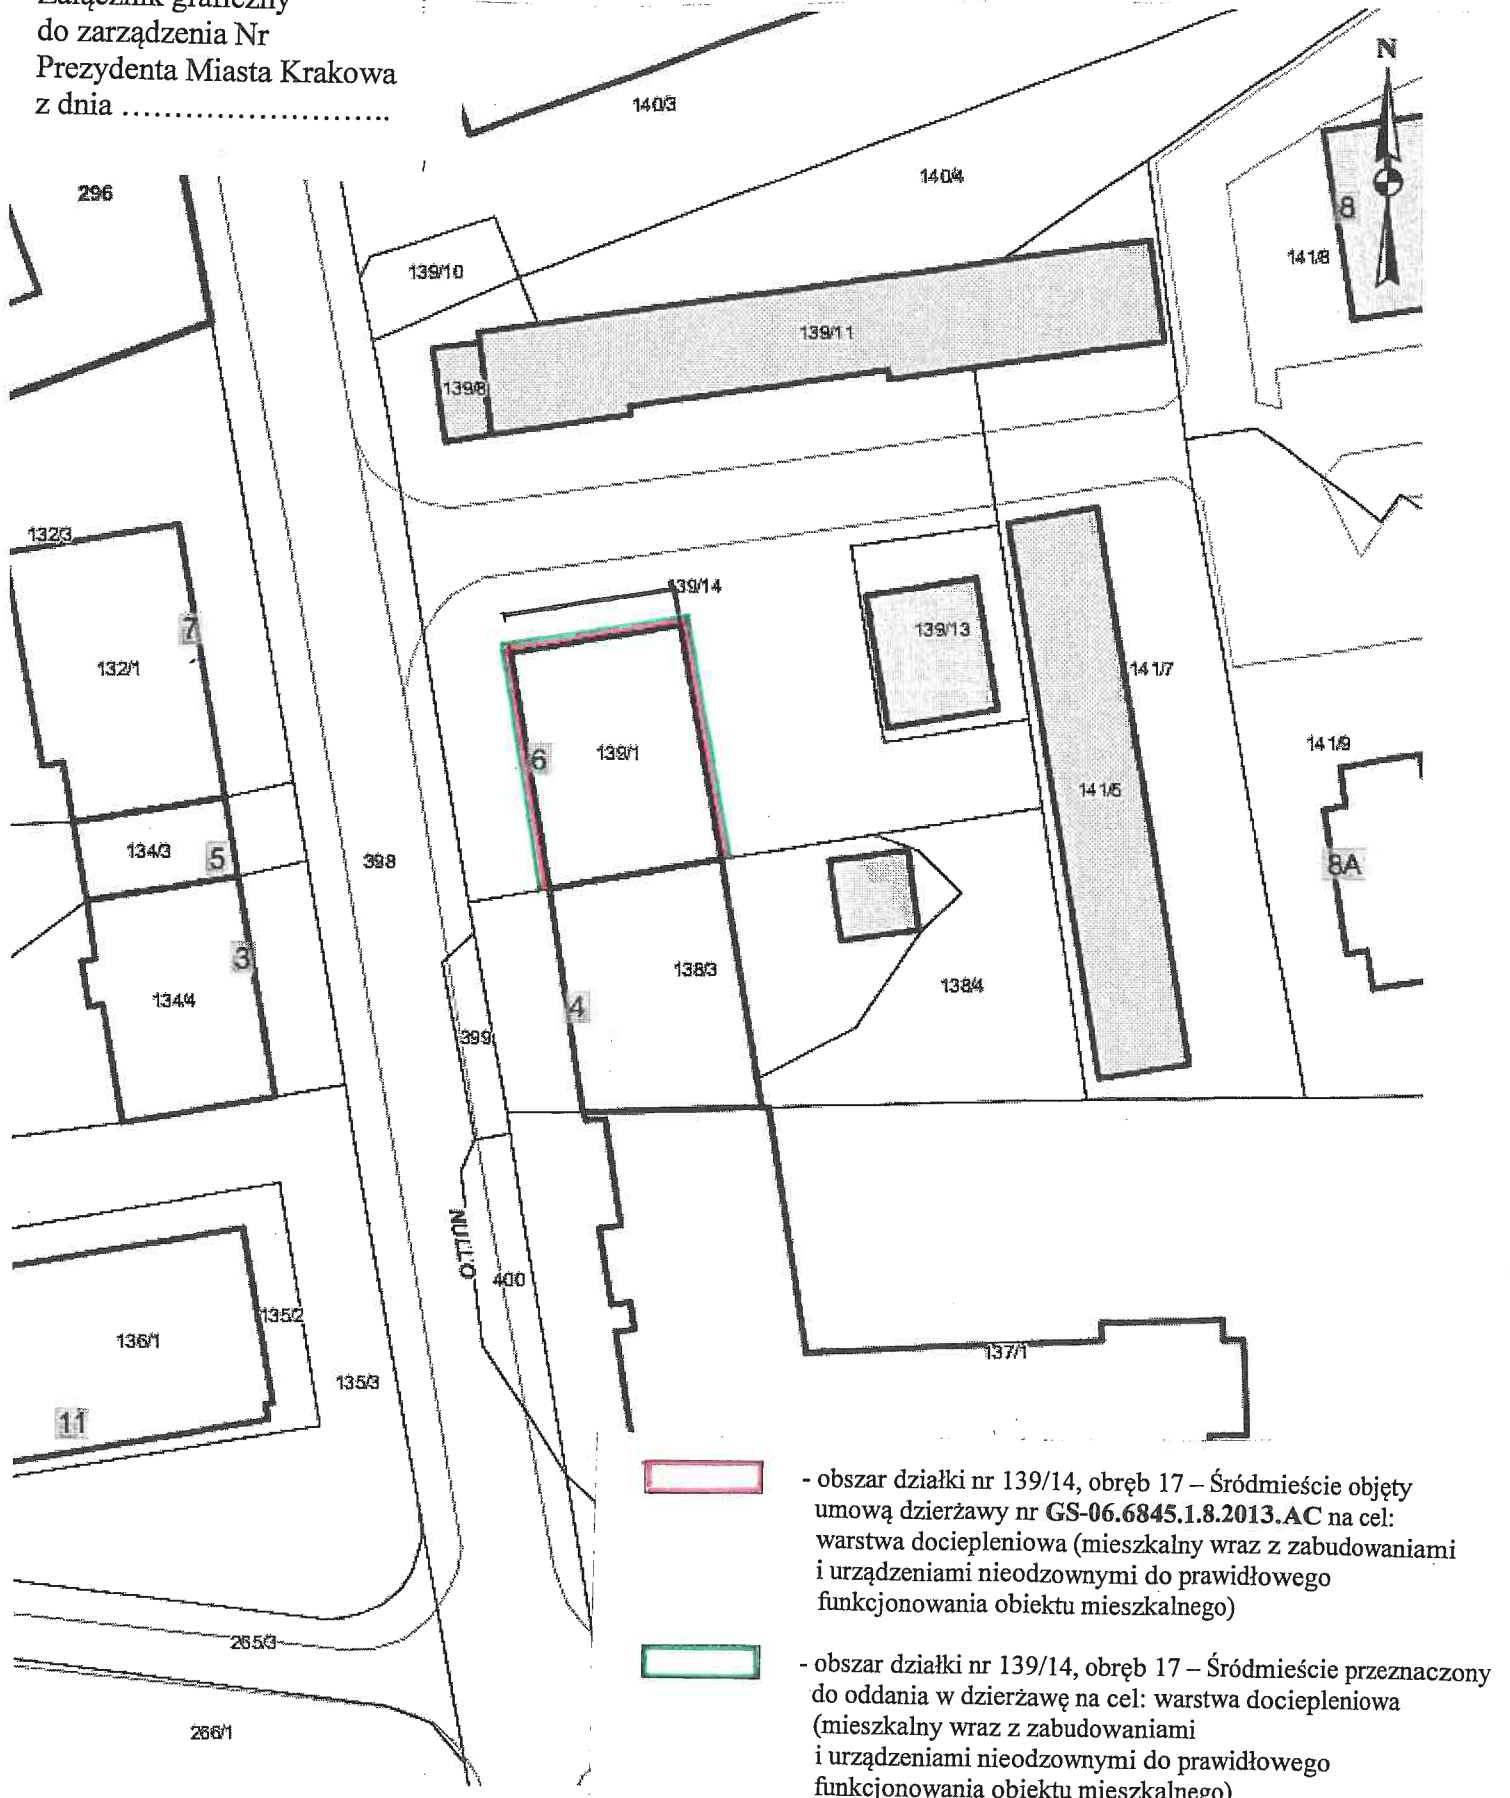 Załącznik graficzny
do zarządzenia Nr
Prezydenta Miasta Krakowa
z dnia ..............................
N
140/3
140/4
296
8
141/8
139/10
139/11
139/8
132/3
139/14
7
139/13
132/1
141/7
6
139/1
141/9
141/5
134/3
5
398
8A
3
138/3
134/4
4
138/4
399
NULLO
400
135/2
136/1
137/1
135/3
11
- obszar działki nr 139/14, obręb 17 – Śródmieście objęty
umową dzierżawy nr GS-06.6845.1.8.2013.AC na cel:
warstwa dociepleniowa (mieszkalny wraz z zabudowaniami
i urządzeniami nieodzownymi do prawidłowego
funkcjonowania obiektu mieszkalnego)
265/3
- obszar działki nr 139/14, obręb 17 – Śródmieście przeznaczony
do oddania w dzierżawę na cel: warstwa dociepleniowa
(mieszkalny wraz z zabudowaniami
i urządzeniami nieodzownymi do prawidłowego
funkcjonowania obiektu mieszkalnego)
266/1